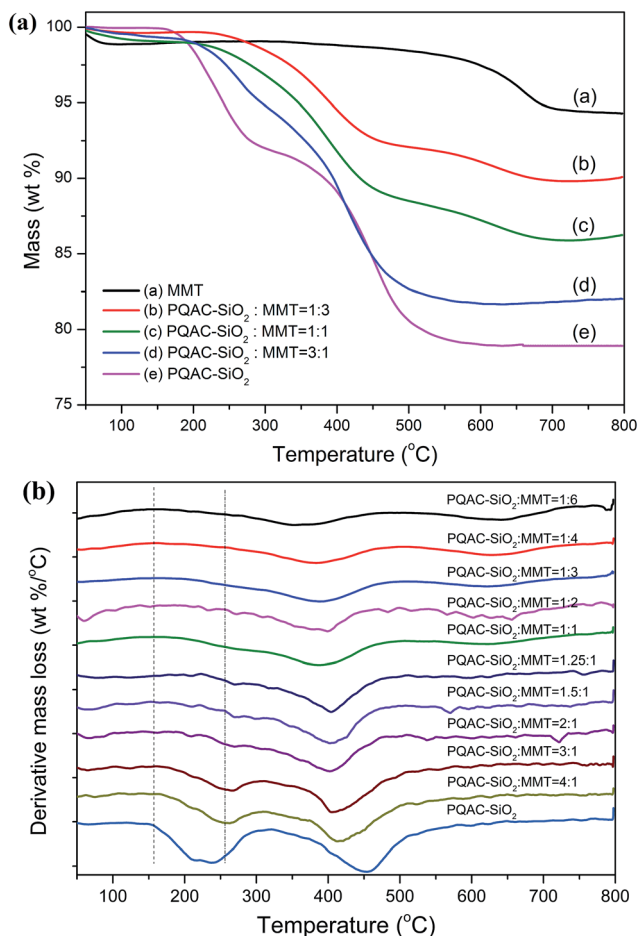 (a)
100
95
90
85
80
75
Mass (wt %)
(a)
(b)
(c)
(d)
(e)
(a) MMT
(b) PQAC-SiO₂ : MMT=1:3
(c) PQAC-SiO₂ : MMT=1:1
(d) PQAC-SiO₂ : MMT=3:1
(e) PQAC-SiO₂
100 200 300 400 500 600 700 800
Temperature (°C)
(b)
Derivative mass loss (wt %/°C)
PQAC-SiO₂:MMT=1:6
PQAC-SiO₂:MMT=1:4
PQAC-SiO₂:MMT=1:3
PQAC-SiO₂:MMT=1:2
PQAC-SiO₂:MMT=1:1
PQAC-SiO₂:MMT=1.25:1
PQAC-SiO₂:MMT=1.5:1
PQAC-SiO₂:MMT=2:1
PQAC-SiO₂:MMT=3:1
PQAC-SiO₂:MMT=4:1
PQAC-SiO₂
100 200 300 400 500 600 700 800
Temperature (°C)